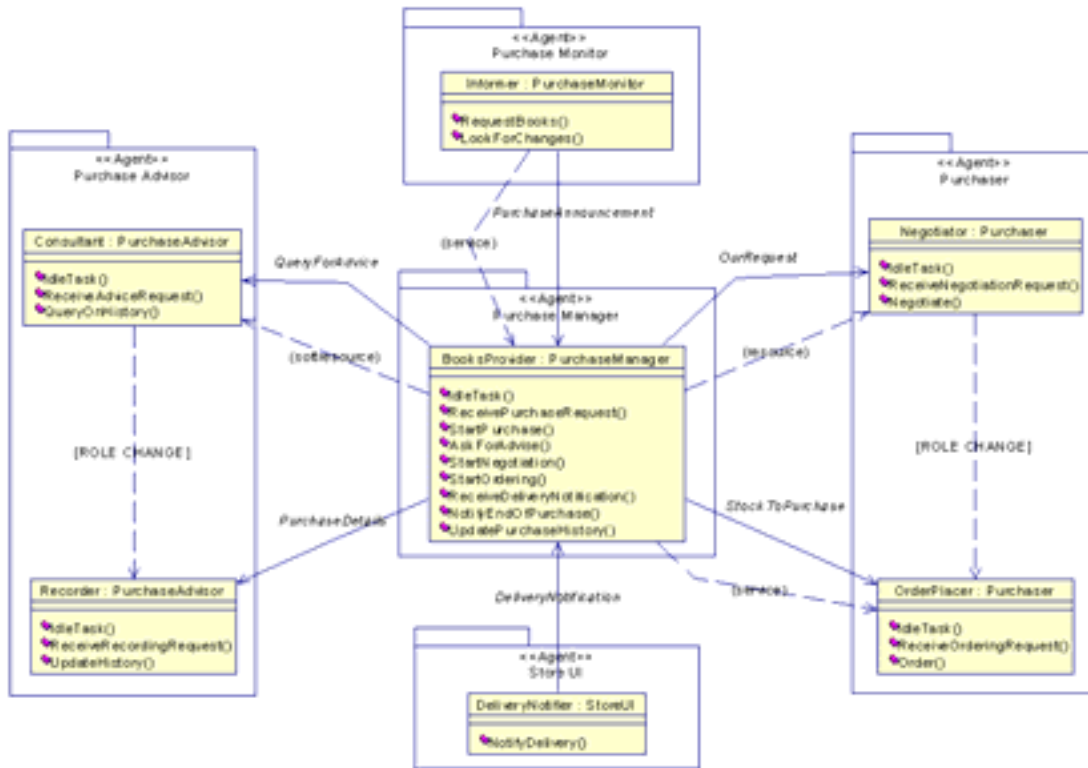 <<Agent>>
Purchase Monitor
Informer : PurchaseMonitor
RequestBooks()
LookForChanges()
<<Agent>>
Purchase Advisor
Consultant : PurchaseAdvisor
IdleTask()
ReceiveAdviceRequest()
QueryOnHistory()
<<Agent>>
Purchaser
Negotiator : Purchaser
IdleTask()
ReceiveNegotiationRequest()
Negotiate()
PurchaseAnnouncement
(service)
QueryForAdvice
OurRequest
<<Agent>>
Purchase Manager
(soft resource)
(resource)
BooksProvider : PurchaseManager
IdleTask()
ReceivePurchaseRequest()
StartPurchase()
AskForAdvise()
StartNegotiation()
StartOrdering()
ReceiveDeliveryNotification()
NotifyEndOfPurchase()
UpdatePurchaseHistory()
[ROLE CHANGE]
[ROLE CHANGE]
PurchaseDetails
StockToPurchase
Recorder : PurchaseAdvisor
IdleTask()
ReceiveRecordingRequest()
UpdateHistory()
DeliveryNotification
(service)
OrderPlacer : Purchaser
IdleTask()
ReceiveOrderingRequest()
Order()
<<Agent>>
Store UI
DeliveryNotifier : StoreUI
NotifyDelivery()